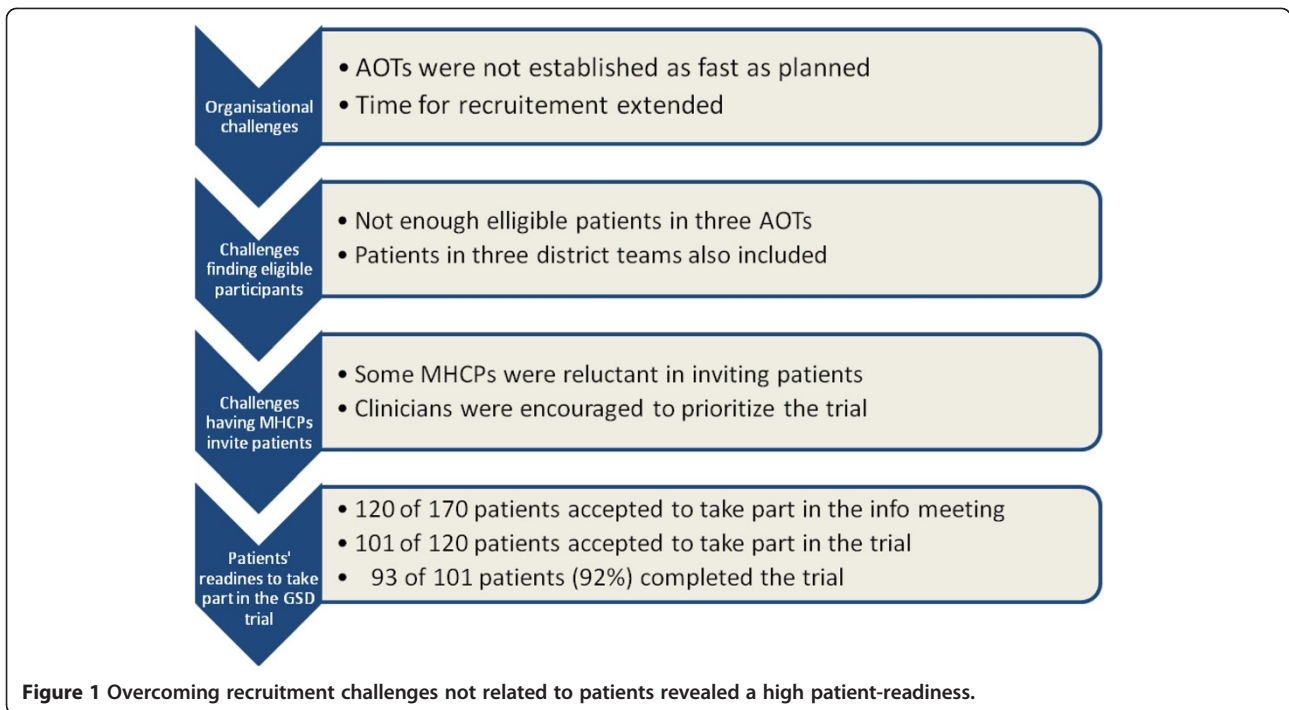 Organisational
challenges
• AOTs were not established as fast as planned
• Time for recruitement extended
Challenges
finding eligible
participants
• Not enough elligible patients in three AOTs
• Patients in three district teams also included
Challenges
having MHCPs
invite patients
• Some MHCPs were reluctant in inviting patients
• Clinicians were encouraged to prioritize the trial
Patients'
readines to take
part in the GSD
trial
• 120 of 170 patients accepted to take part in the info meeting
• 101 of 120 patients accepted to take part in the trial
• 93 of 101 patients (92%) completed the trial
Figure 1 Overcoming recruitment challenges not related to patients revealed a high patient-readiness.